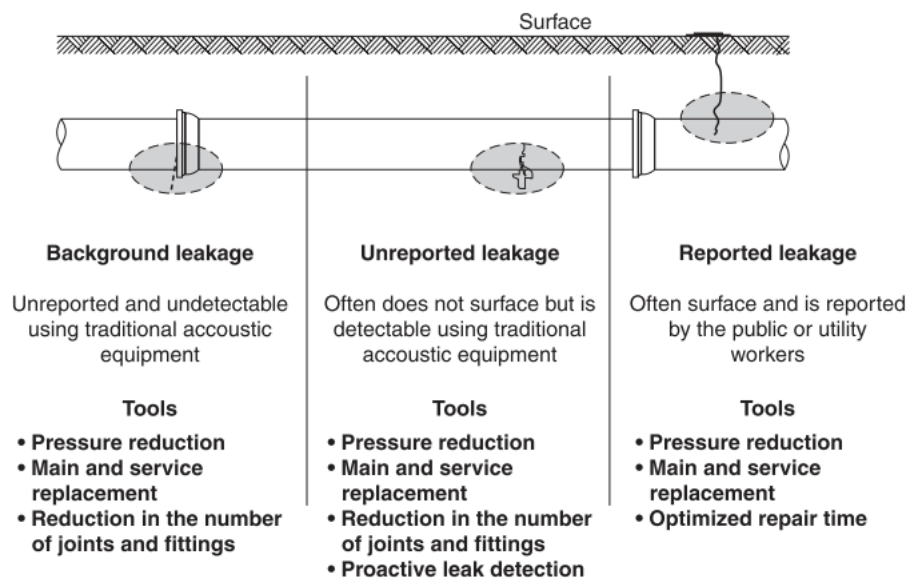 Surface
Background leakage
Unreported and undetectable
using traditional accoustic
equipment
Tools
• Pressure reduction
• Main and service
replacement
• Reduction in the number
of joints and fittings
Unreported leakage
Often does not surface but is
detectable using traditional
accoustic equipment
Tools
• Pressure reduction
• Main and service
replacement
• Reduction in the number
of joints and fittings
• Proactive leak detection
Reported leakage
Often surface and is reported
by the public or utility
workers
Tools
• Pressure reduction
• Main and service
replacement
• Optimized repair time